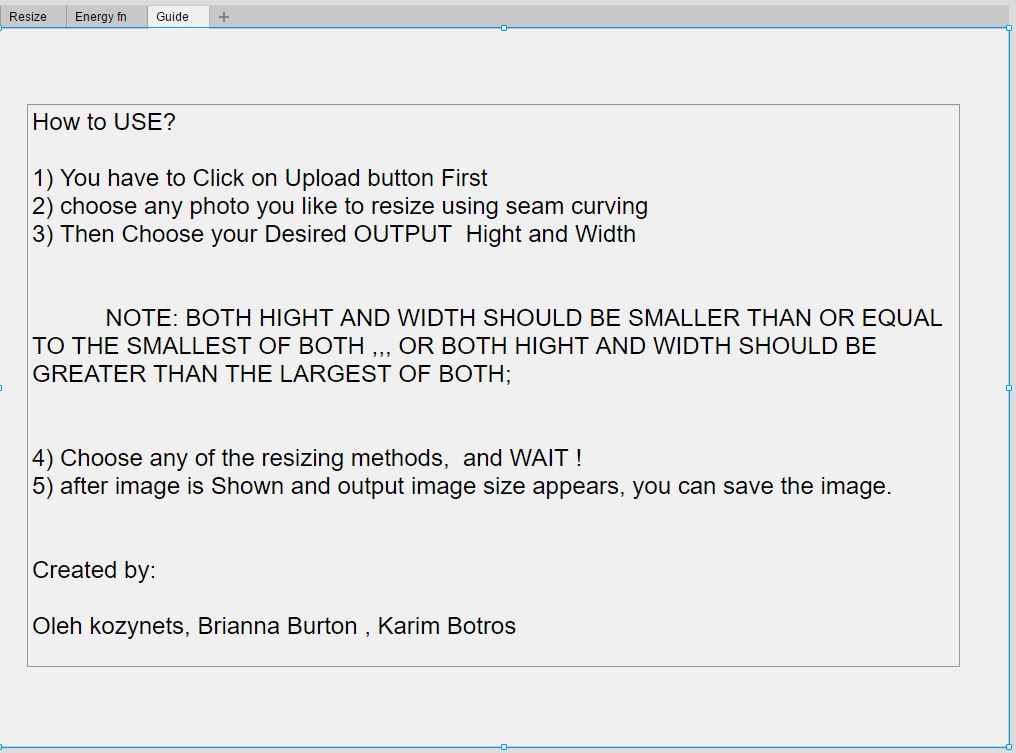 Resize Energy fn Guide +
How to USE?
1) You have to Click on Upload button First
2) choose any photo you like to resize using seam curving
3) Then Choose your Desired OUTPUT  Hight and Width
NOTE: BOTH HIGHT AND WIDTH SHOULD BE SMALLER THAN OR EQUAL
TO THE SMALLEST OF BOTH ,,, OR BOTH HIGHT AND WIDTH SHOULD BE
GREATER THAN THE LARGEST OF BOTH;
4) Choose any of the resizing methods,  and WAIT !
5) after image is Shown and output image size appears, you can save the image.
Created by:
Oleh kozynets, Brianna Burton , Karim Botros